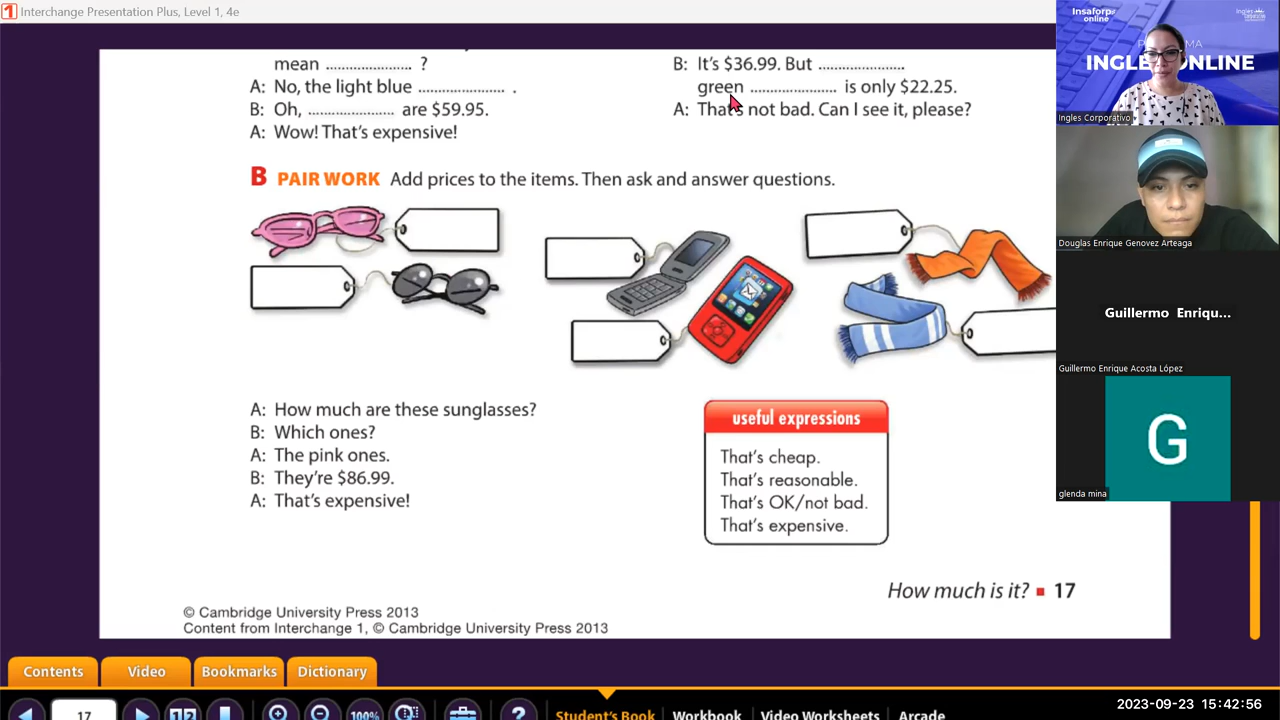 Interchange Presentation Plus, Level 1, 4e
mean .................... ?
A: No, the light blue ...................... .
B: Oh, ...................... are $59.95.
A: Wow! That's expensive!
B: It's $36.99. But ......................
green ...................... is only $22.25.
A: That's not bad. Can I see it, please?
B PAIR WORK Add prices to the items. Then ask and answer questions.
A: How much are these sunglasses?
B: Which ones?
A: The pink ones.
B: They're $86.99.
A: That's expensive!
useful expressions
That's cheap.
That's reasonable.
That's OK/not bad.
That's expensive.
How much is it? ■ 17
© Cambridge University Press 2013
Content from Interchange 1, © Cambridge University Press 2013
Contents
Video
Bookmarks
Dictionary
17
1 2
100%
?
Student's Book
Workbook
Video Worksheets
Arcade
Insaforp
online
INGLES ONLINE
Ingles Corporativo
Douglas Enrique Genovez Arteaga
Guillermo Enriqu...
Guillermo Enrique Acosta López
G
glenda mina
2023-09-23 15:42:56